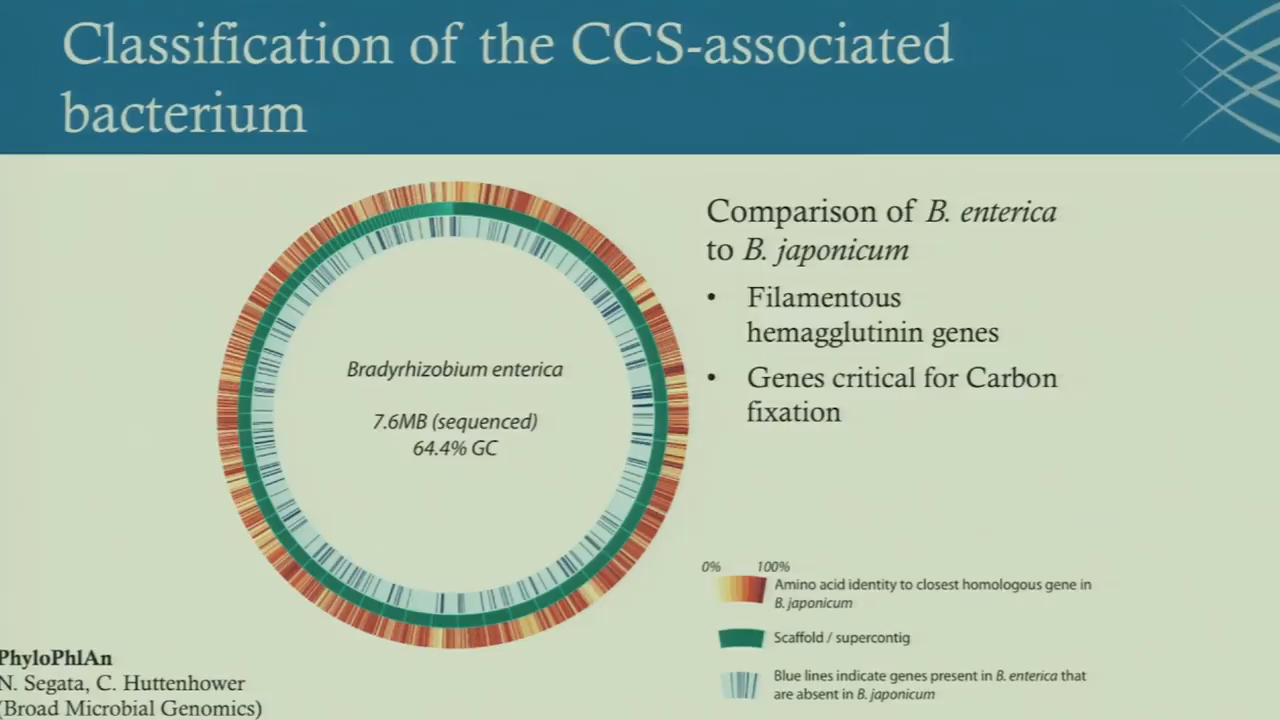 Classification of the CCS-associated
bacterium
Bradyrhizobium enterica
7.6MB (sequenced)
64.4% GC
Comparison of B. enterica
to B. japonicum
• Filamentous
hemagglutinin genes
• Genes critical for Carbon
fixation
0% 100%
Amino acid identity to closest homologous gene in
B. japonicum
Scaffold / supercontig
Blue lines indicate genes present in B. enterica that
are absent in B. japonicum
PhyloPhlAn
N. Segata, C. Huttenhower
(Broad Microbial Genomics)